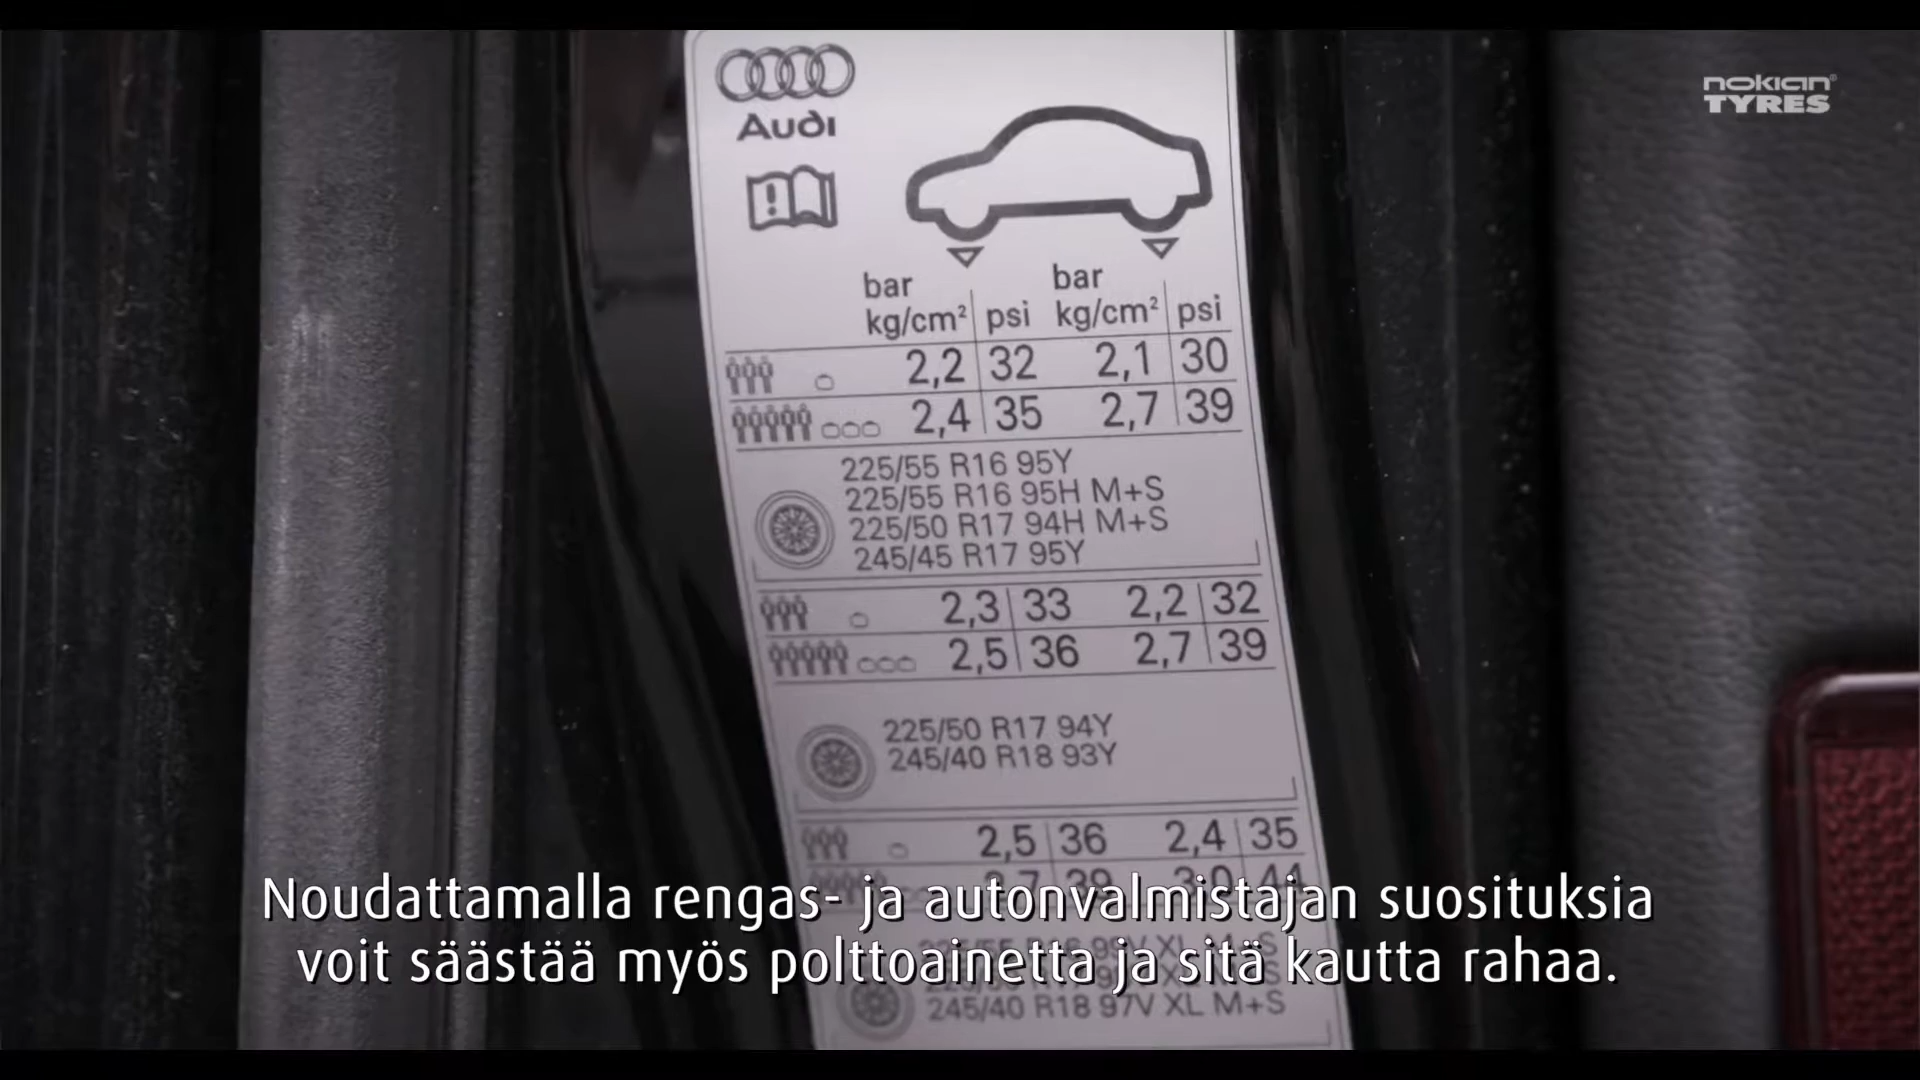 nokian®
TYRES
Audi
bar bar
kg/cm² psi kg/cm² psi
2,2 32 2,1 30
2,4 35 2,7 39
225/55 R16 95Y
225/55 R16 95H M+S
225/50 R17 94H M+S
245/45 R17 95Y
2,3 33 2,2 32
2,5 36 2,7 39
225/50 R17 94Y
245/40 R18 93Y
2,5 36 2,4 35
39 3,0 44
Noudattamalla rengas- ja autonvalmistajan suosituksia
voit säästää myös polttoainetta ja sitä kautta rahaa.
245/40 R18 97V XL M+S